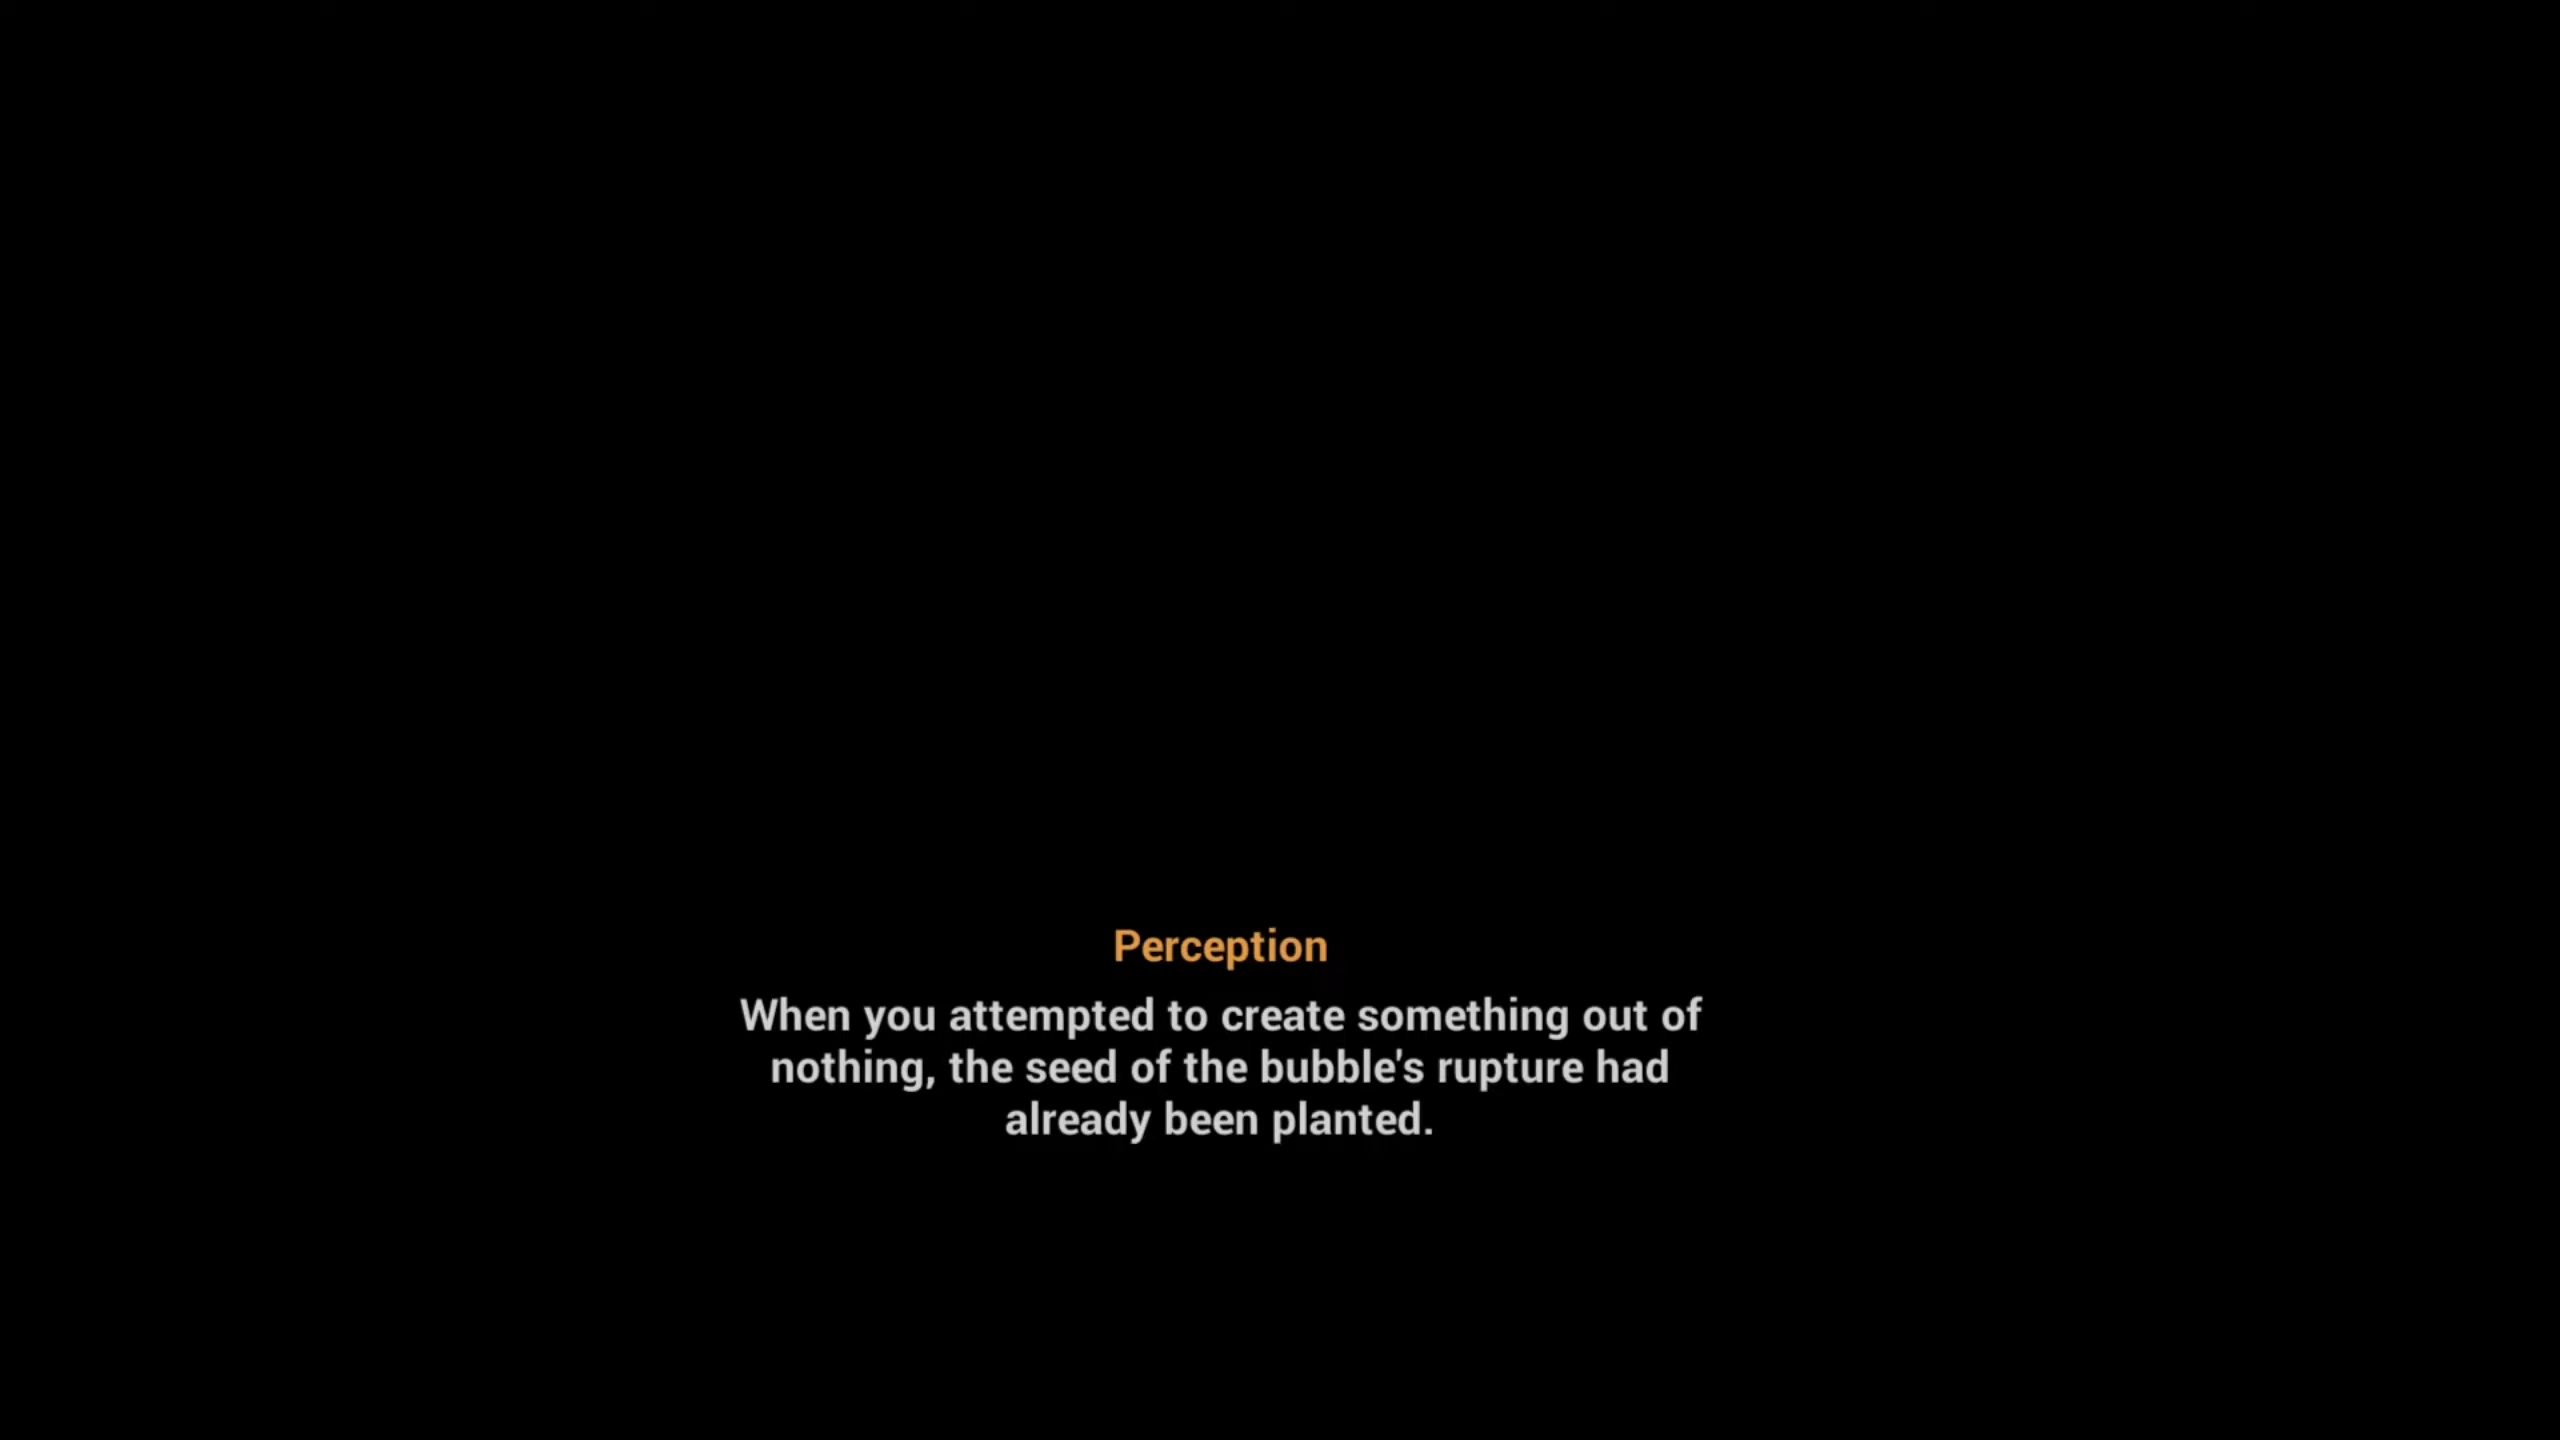 Perception
When you attempted to create something out of
nothing, the seed of the bubble's rupture had
already been planted.